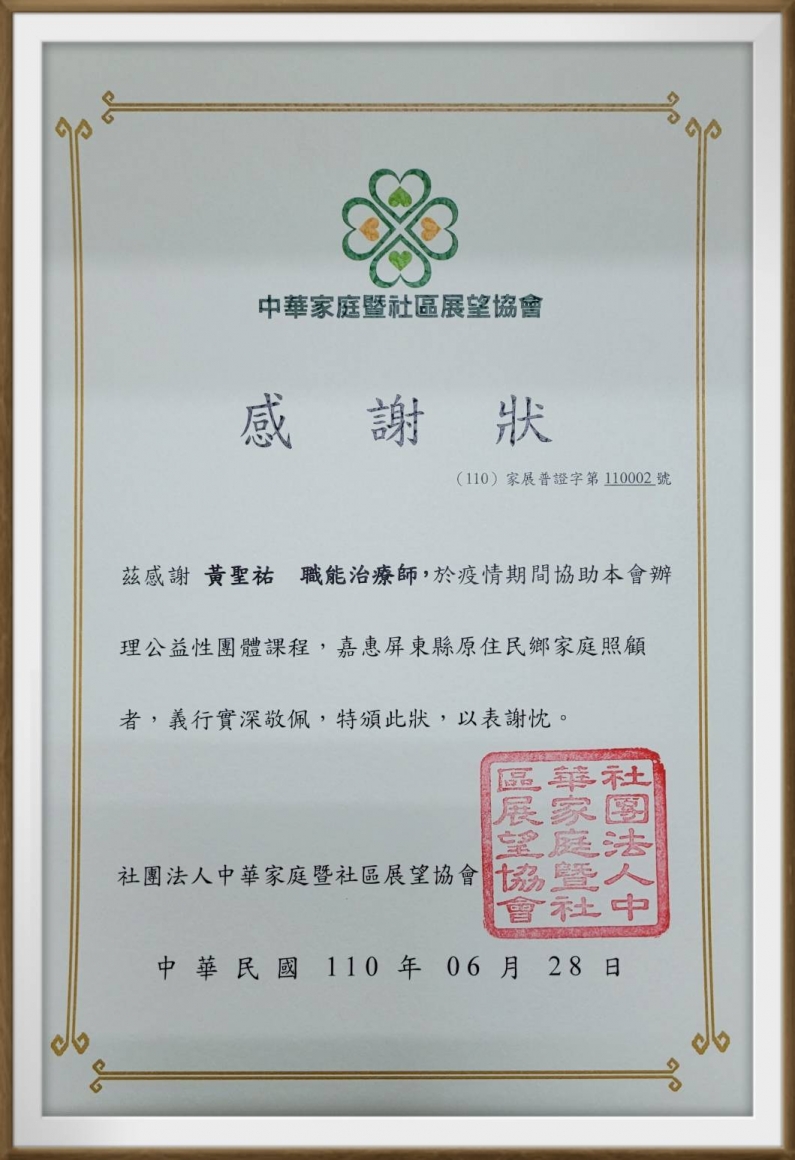 中華家庭暨社區展望協會
感謝狀
（110）家展普證字第 110002 號
茲感謝 黃聖祐 職能治療師，於疫情期間協助本會辦
理公益性團體課程，嘉惠屏東縣原住民鄉家庭照顧
者，義行實深敬佩，特頒此狀，以表謝忱。
社團法人中華家庭暨社區展望協會
社團法人中
華家庭暨社
區展望協會
中華民國 110 年 06 月 28 日